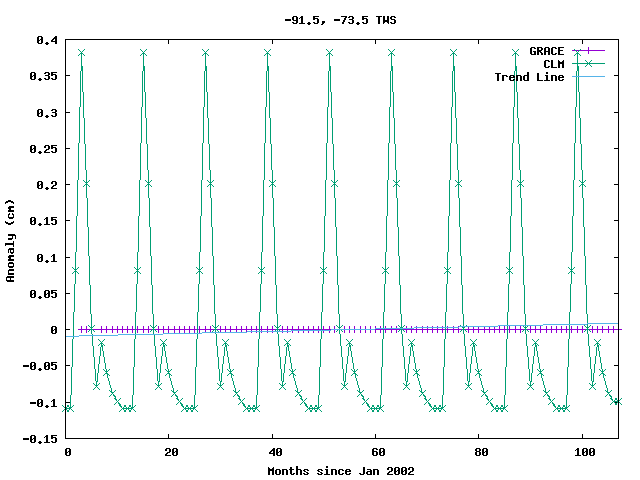 -91.5, -73.5 TWS
GRACE
CLM
Trend Line
0.4
0.35
0.3
0.25
0.2
0.15
0.1
0.05
0
-0.05
-0.1
-0.15
Anomaly (cm)
0 20 40 60 80 100
Months since Jan 2002